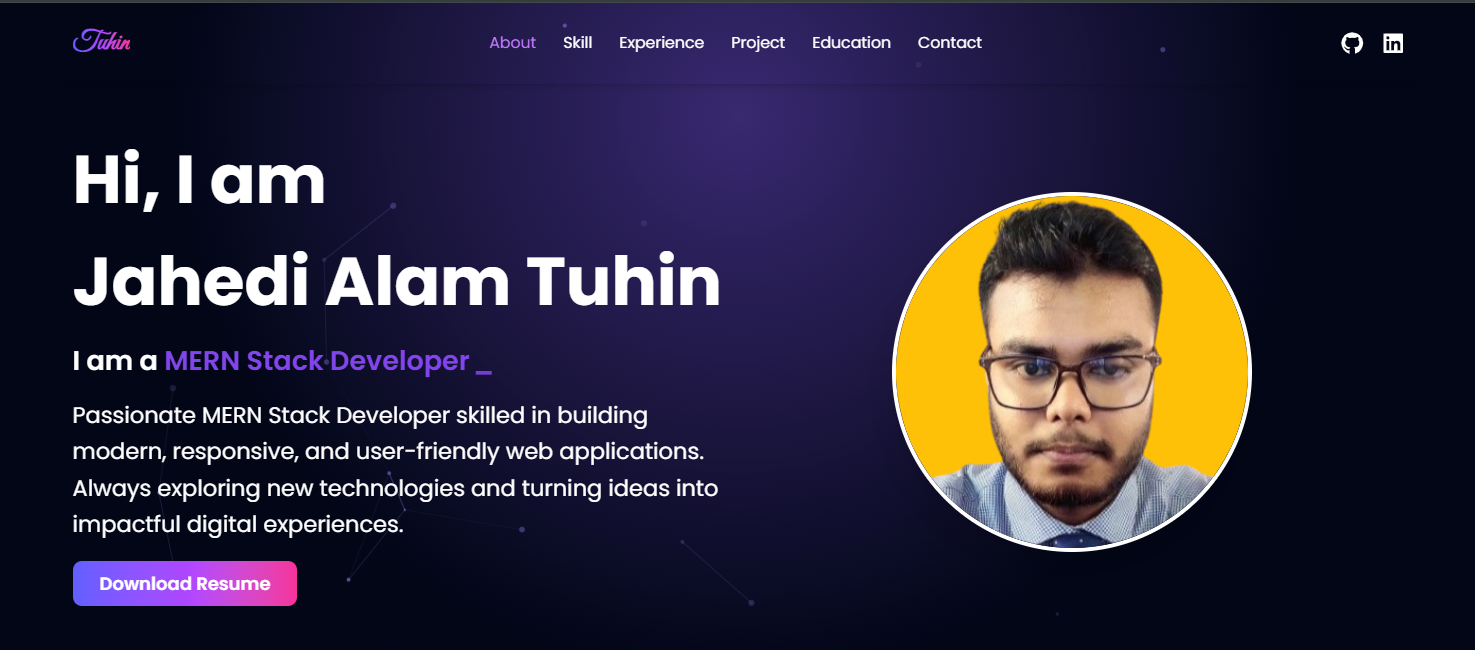 Tuhin
About Skill Experience Project Education Contact
Hi, I am
Jahedi Alam Tuhin
I am a MERN Stack Developer _
Passionate MERN Stack Developer skilled in building
modern, responsive, and user-friendly web applications.
Always exploring new technologies and turning ideas into
impactful digital experiences.
Download Resume